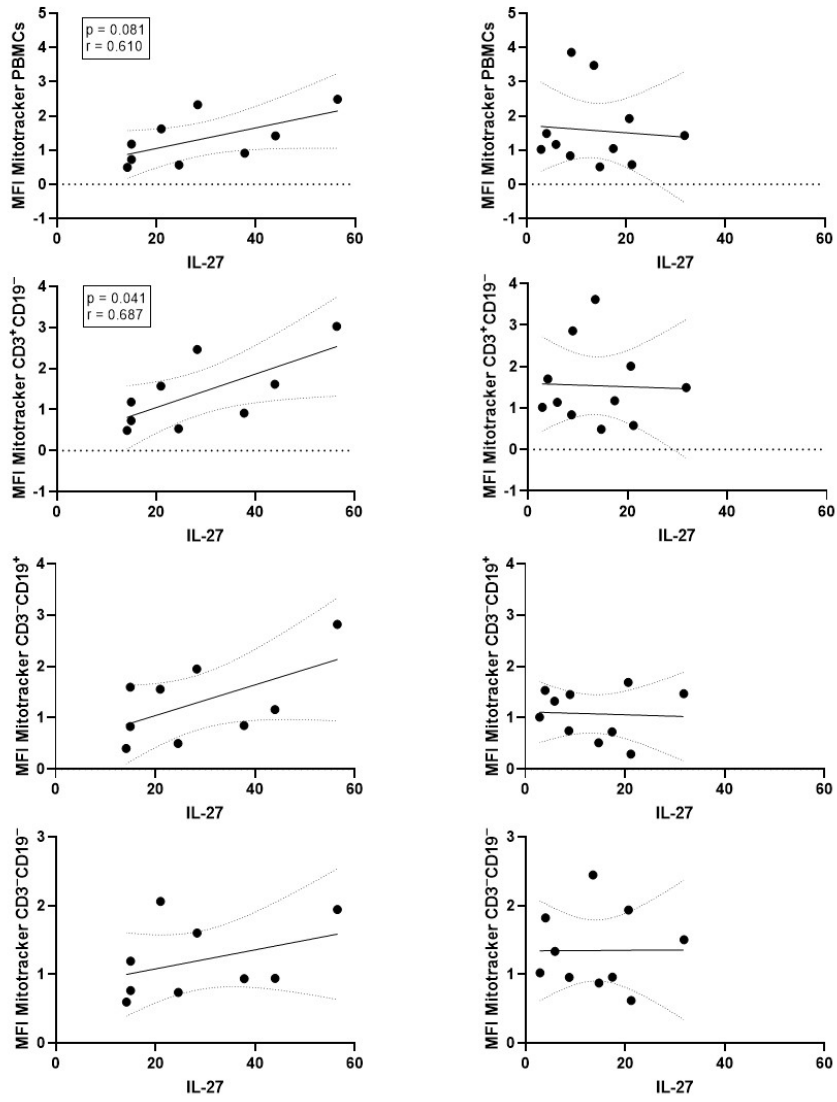 MFI Mitotracker PBMCs
5
4
3
2
1
0
-1
p = 0.081
r = 0.610
0 20 40 60
IL-27
MFI Mitotracker PBMCs
5
4
3
2
1
0
-1
0 20 40 60
IL-27
MFI Mitotracker CD3⁺CD19⁻
4
3
2
1
0
-1
p = 0.041
r = 0.687
0 20 40 60
IL-27
MFI Mitotracker CD3⁺CD19⁻
4
3
2
1
0
-1
0 20 40 60
IL-27
MFI Mitotracker CD3⁻CD19⁺
4
3
2
1
0
0 20 40 60
IL-27
MFI Mitotracker CD3⁻CD19⁺
4
3
2
1
0
0 20 40 60
IL-27
MFI Mitotracker CD3⁻CD19⁻
3
2
1
0
0 20 40 60
IL-27
MFI Mitotracker CD3⁻CD19⁻
3
2
1
0
0 20 40 60
IL-27